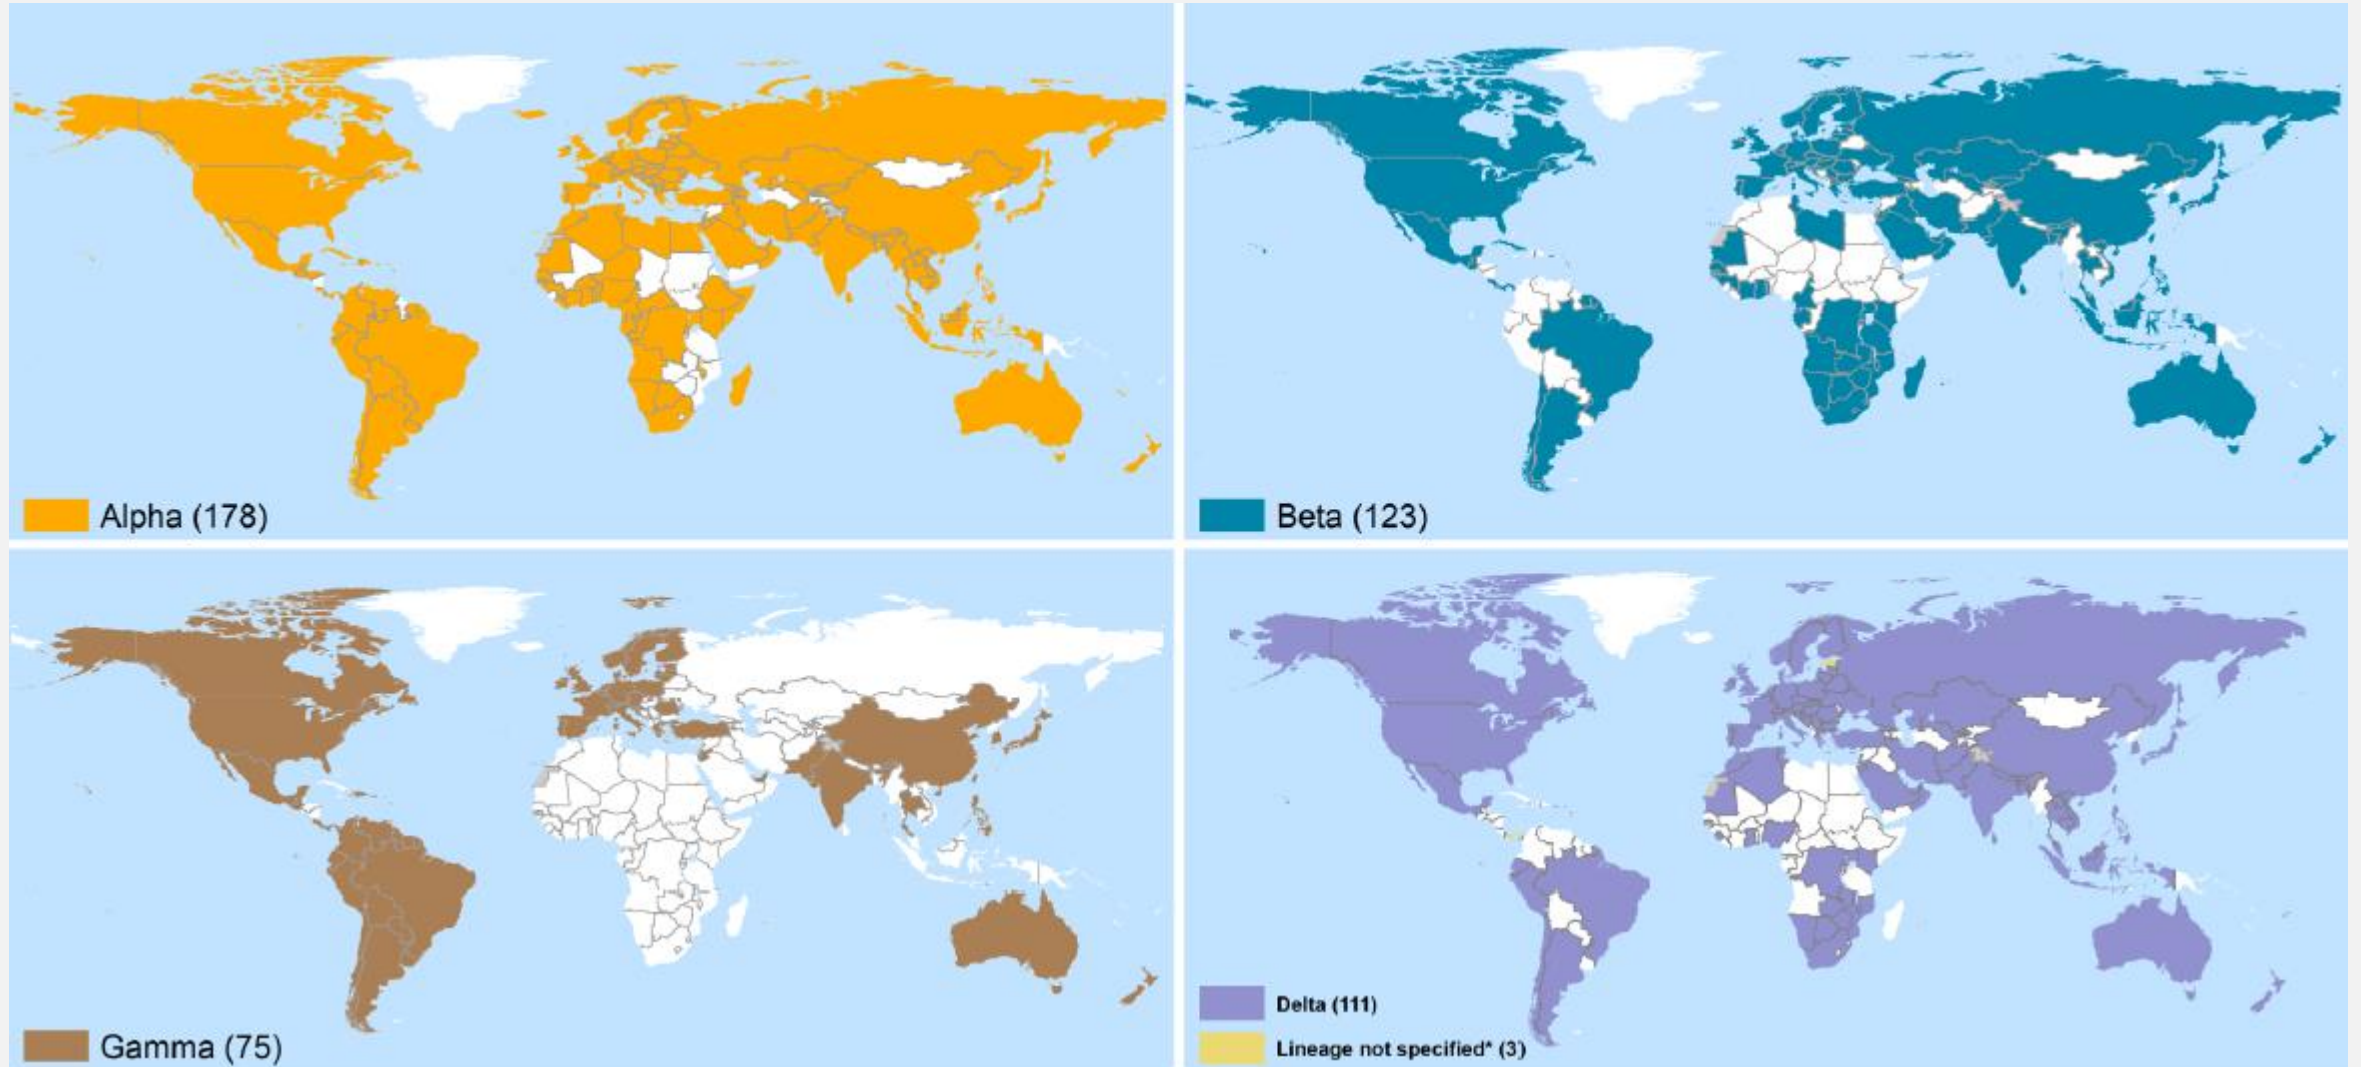 Alpha (178)
Beta (123)
Gamma (75)
Delta (111)
Lineage not specified* (3)